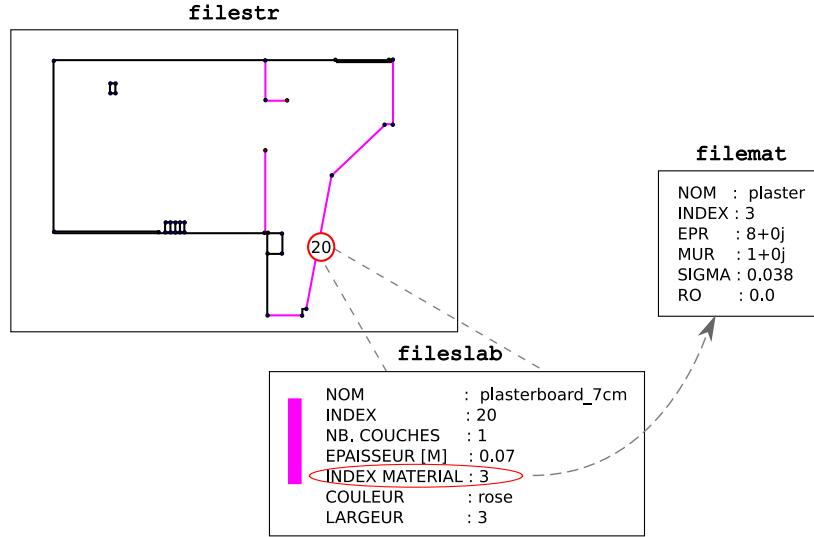 filestr
20
filemat
NOM : plaster
INDEX : 3
EPR : 8+0j
MUR : 1+0j
SIGMA : 0.038
RO : 0.0
fileslab
NOM : plasterboard_7cm
INDEX : 20
NB. COUCHES : 1
EPAISSEUR [M] : 0.07
INDEX MATERIAL : 3
COULEUR : rose
LARGEUR : 3